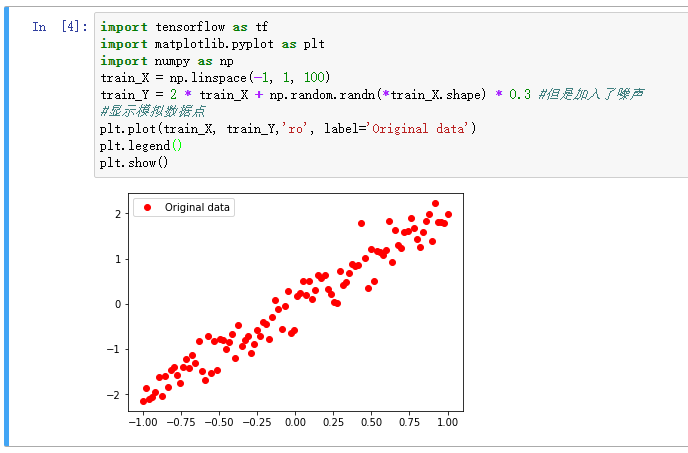 In [4]:
import tensorflow as tf
import matplotlib.pyplot as plt
import numpy as np
train_X = np.linspace(-1, 1, 100)
train_Y = 2 * train_X + np.random.randn(*train_X.shape) * 0.3 #但是加入了噪声
#显示模拟数据点
plt.plot(train_X, train_Y,'ro', label='Original data')
plt.legend()
plt.show()
Original data
2
1
0
−1
−2
−1.00 −0.75 −0.50 −0.25 0.00 0.25 0.50 0.75 1.00